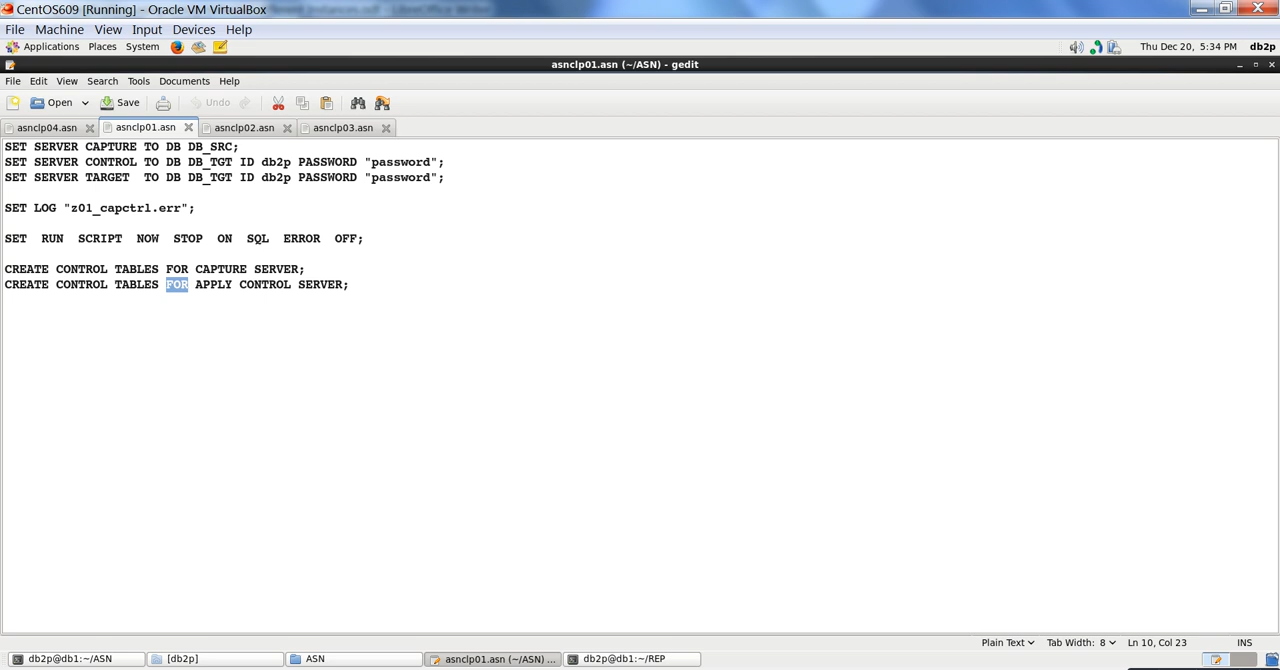 CentOS609 [Running] - Oracle VM VirtualBox
File Machine View Input Devices Help
Applications Places System Thu Dec 20, 5:34 PM db2p
asnclp01.asn (~/ASN) - gedit
File Edit View Search Tools Documents Help
Open Save Undo
asnclp04.asn asnclp01.asn asnclp02.asn asnclp03.asn
SET SERVER CAPTURE TO DB DB_SRC;
SET SERVER CONTROL TO DB DB_TGT ID db2p PASSWORD "password";
SET SERVER TARGET TO DB DB_TGT ID db2p PASSWORD "password";
SET LOG "z01_capctrl.err";
SET RUN SCRIPT NOW STOP ON SQL ERROR OFF;
CREATE CONTROL TABLES FOR CAPTURE SERVER;
CREATE CONTROL TABLES FOR APPLY CONTROL SERVER;
Plain Text Tab Width: 8 Ln 10, Col 23 INS
db2p@db1:~/ASN [db2p] ASN asnclp01.asn (~/ASN) ... db2p@db1:~/REP